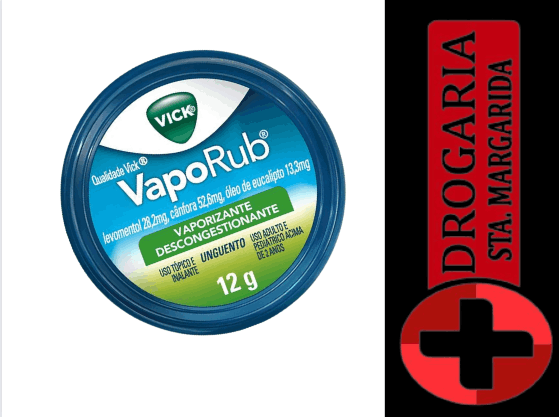 VICK®
Qualidade Vick®
VapoRub®
levomentol 28,2mg, cânfora 52,6mg, óleo de eucalipto 13,3mg
VAPORIZANTE
DESCONGESTIONANTE
USO TÓPICO E
INALANTE
UNGUENTO
USO ADULTO E
PEDIÁTRICO ACIMA
DE 2 ANOS
12 g
DROGARIA
STA. MARGARIDA